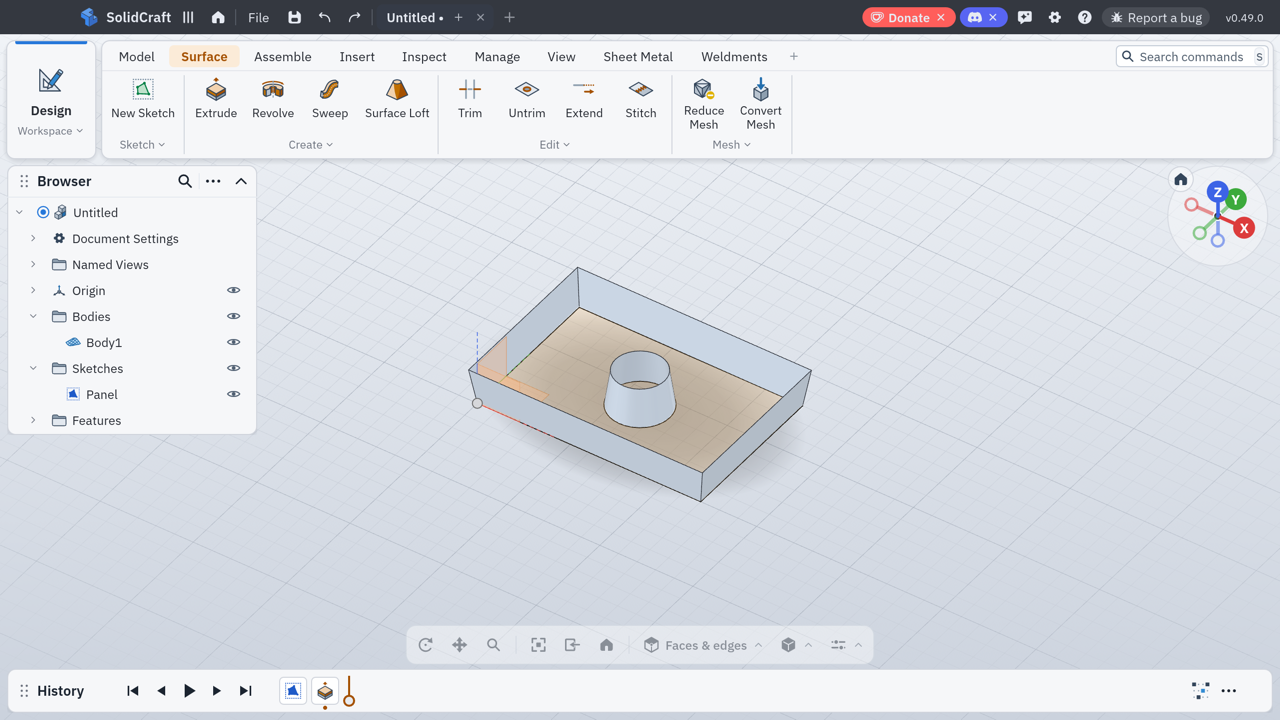 SolidCraft
File
Untitled •
Donate
Report a bug
v0.49.0
Design
Workspace
Model
Surface
Assemble
Insert
Inspect
Manage
View
Sheet Metal
Weldments
Search commands
S
New Sketch
Extrude
Revolve
Sweep
Surface Loft
Trim
Untrim
Extend
Stitch
Reduce
Mesh
Convert
Mesh
Sketch
Create
Edit
Mesh
Browser
Untitled
Document Settings
Named Views
Origin
Bodies
Body1
Sketches
Panel
Features
Z
Y
X
Faces & edges
History